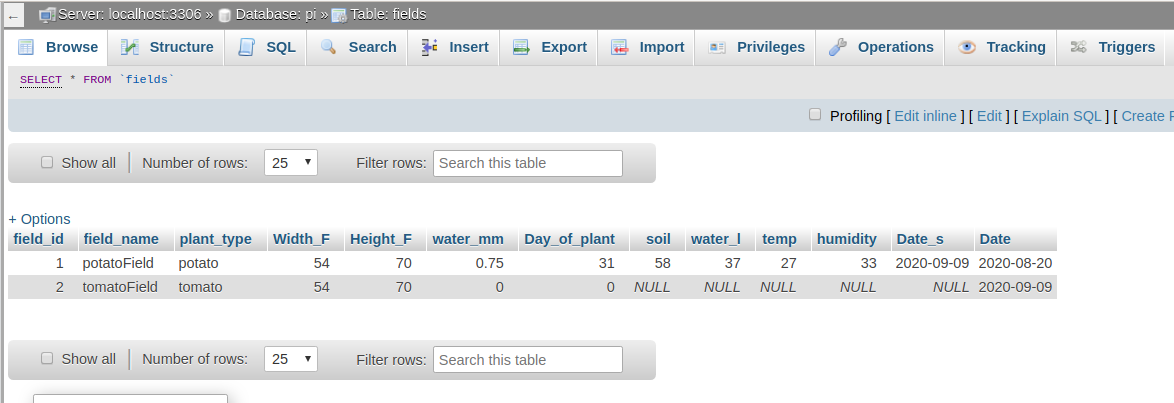 ← Server: localhost:3306 » Database: pi » Table: fields
Browse Structure SQL Search Insert Export Import Privileges Operations Tracking Triggers
SELECT * FROM `fields`
Profiling [ Edit inline ] [ Edit ] [ Explain SQL ] [ Create
Show all Number of rows: 25 Filter rows: Search this table
+ Options
field_id field_name plant_type Width_F Height_F water_mm Day_of_plant soil water_l temp humidity Date_s Date
1 potatoField potato 54 70 0.75 31 58 37 27 33 2020-09-09 2020-08-20
2 tomatoField tomato 54 70 0 0 NULL NULL NULL NULL NULL 2020-09-09
Show all Number of rows: 25 Filter rows: Search this table